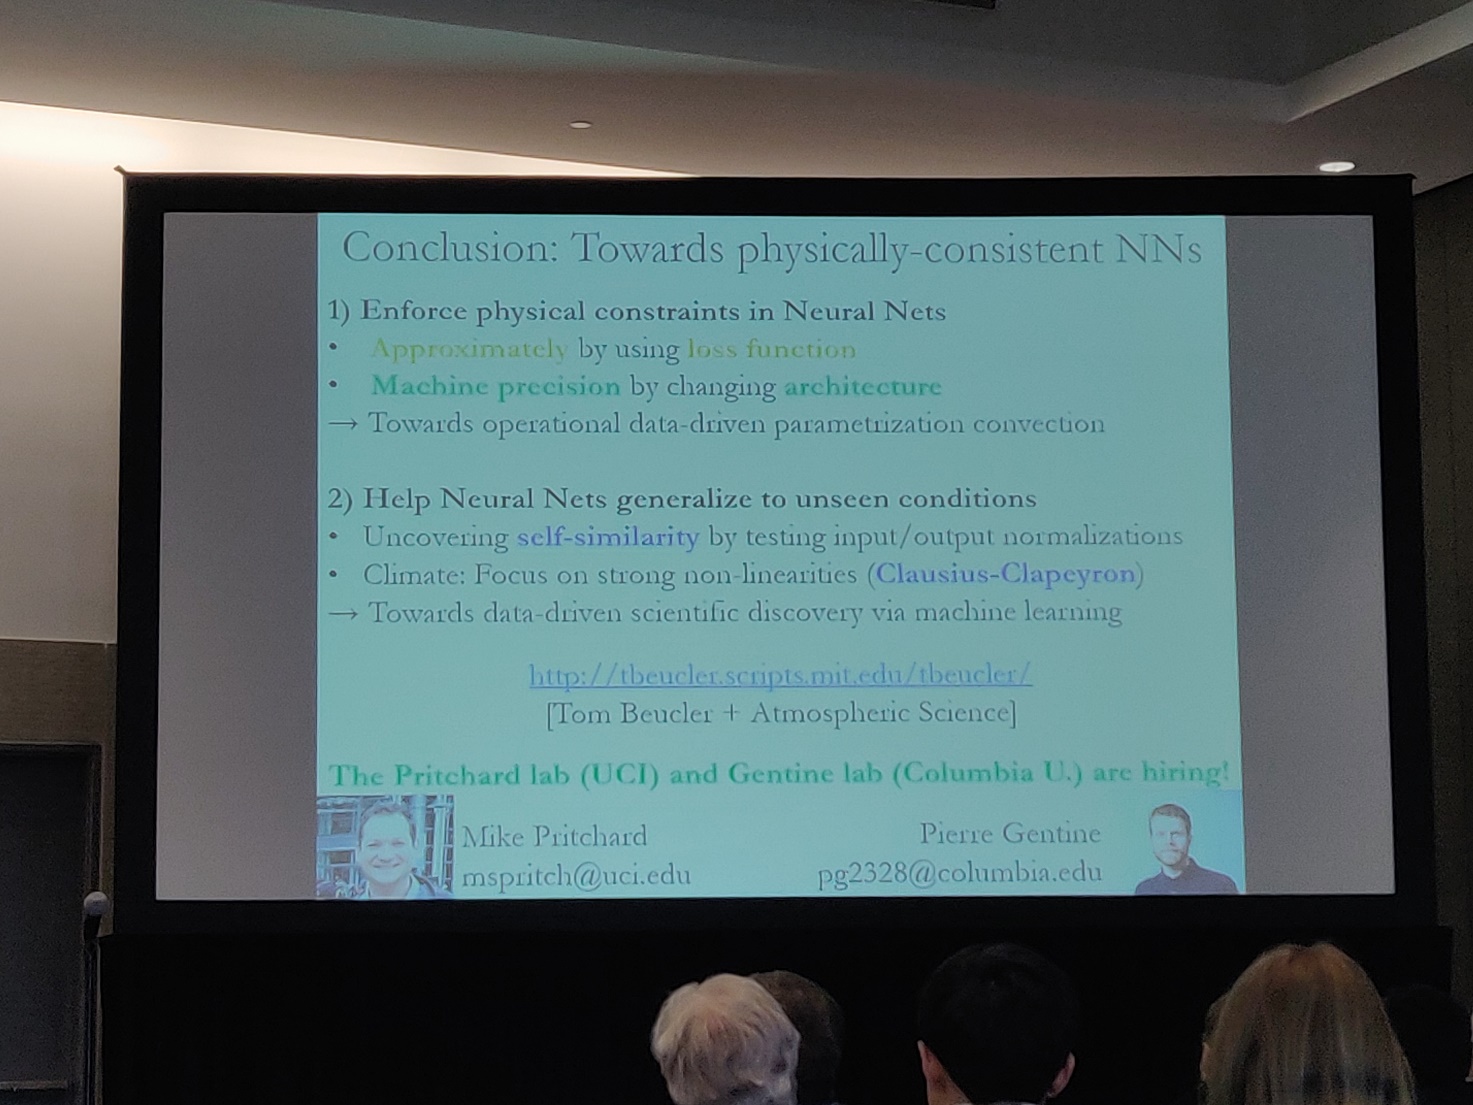 Conclusion: Towards physically-consistent NNs
1) Enforce physical constraints in Neural Nets
• Approximately by using loss function
• Machine precision by changing architecture
→ Towards operational data-driven parametrization convection
2) Help Neural Nets generalize to unseen conditions
• Uncovering self-similarity by testing input/output normalizations
• Climate: Focus on strong non-linearities (Clausius-Clapeyron)
→ Towards data-driven scientific discovery via machine learning
http://tbeucler.scripts.mit.edu/tbeucler/
[Tom Beucler + Atmospheric Science]
The Pritchard lab (UCI) and Gentine lab (Columbia U.) are hiring!
Mike Pritchard
mspritch@uci.edu
Pierre Gentine
pg2328@columbia.edu